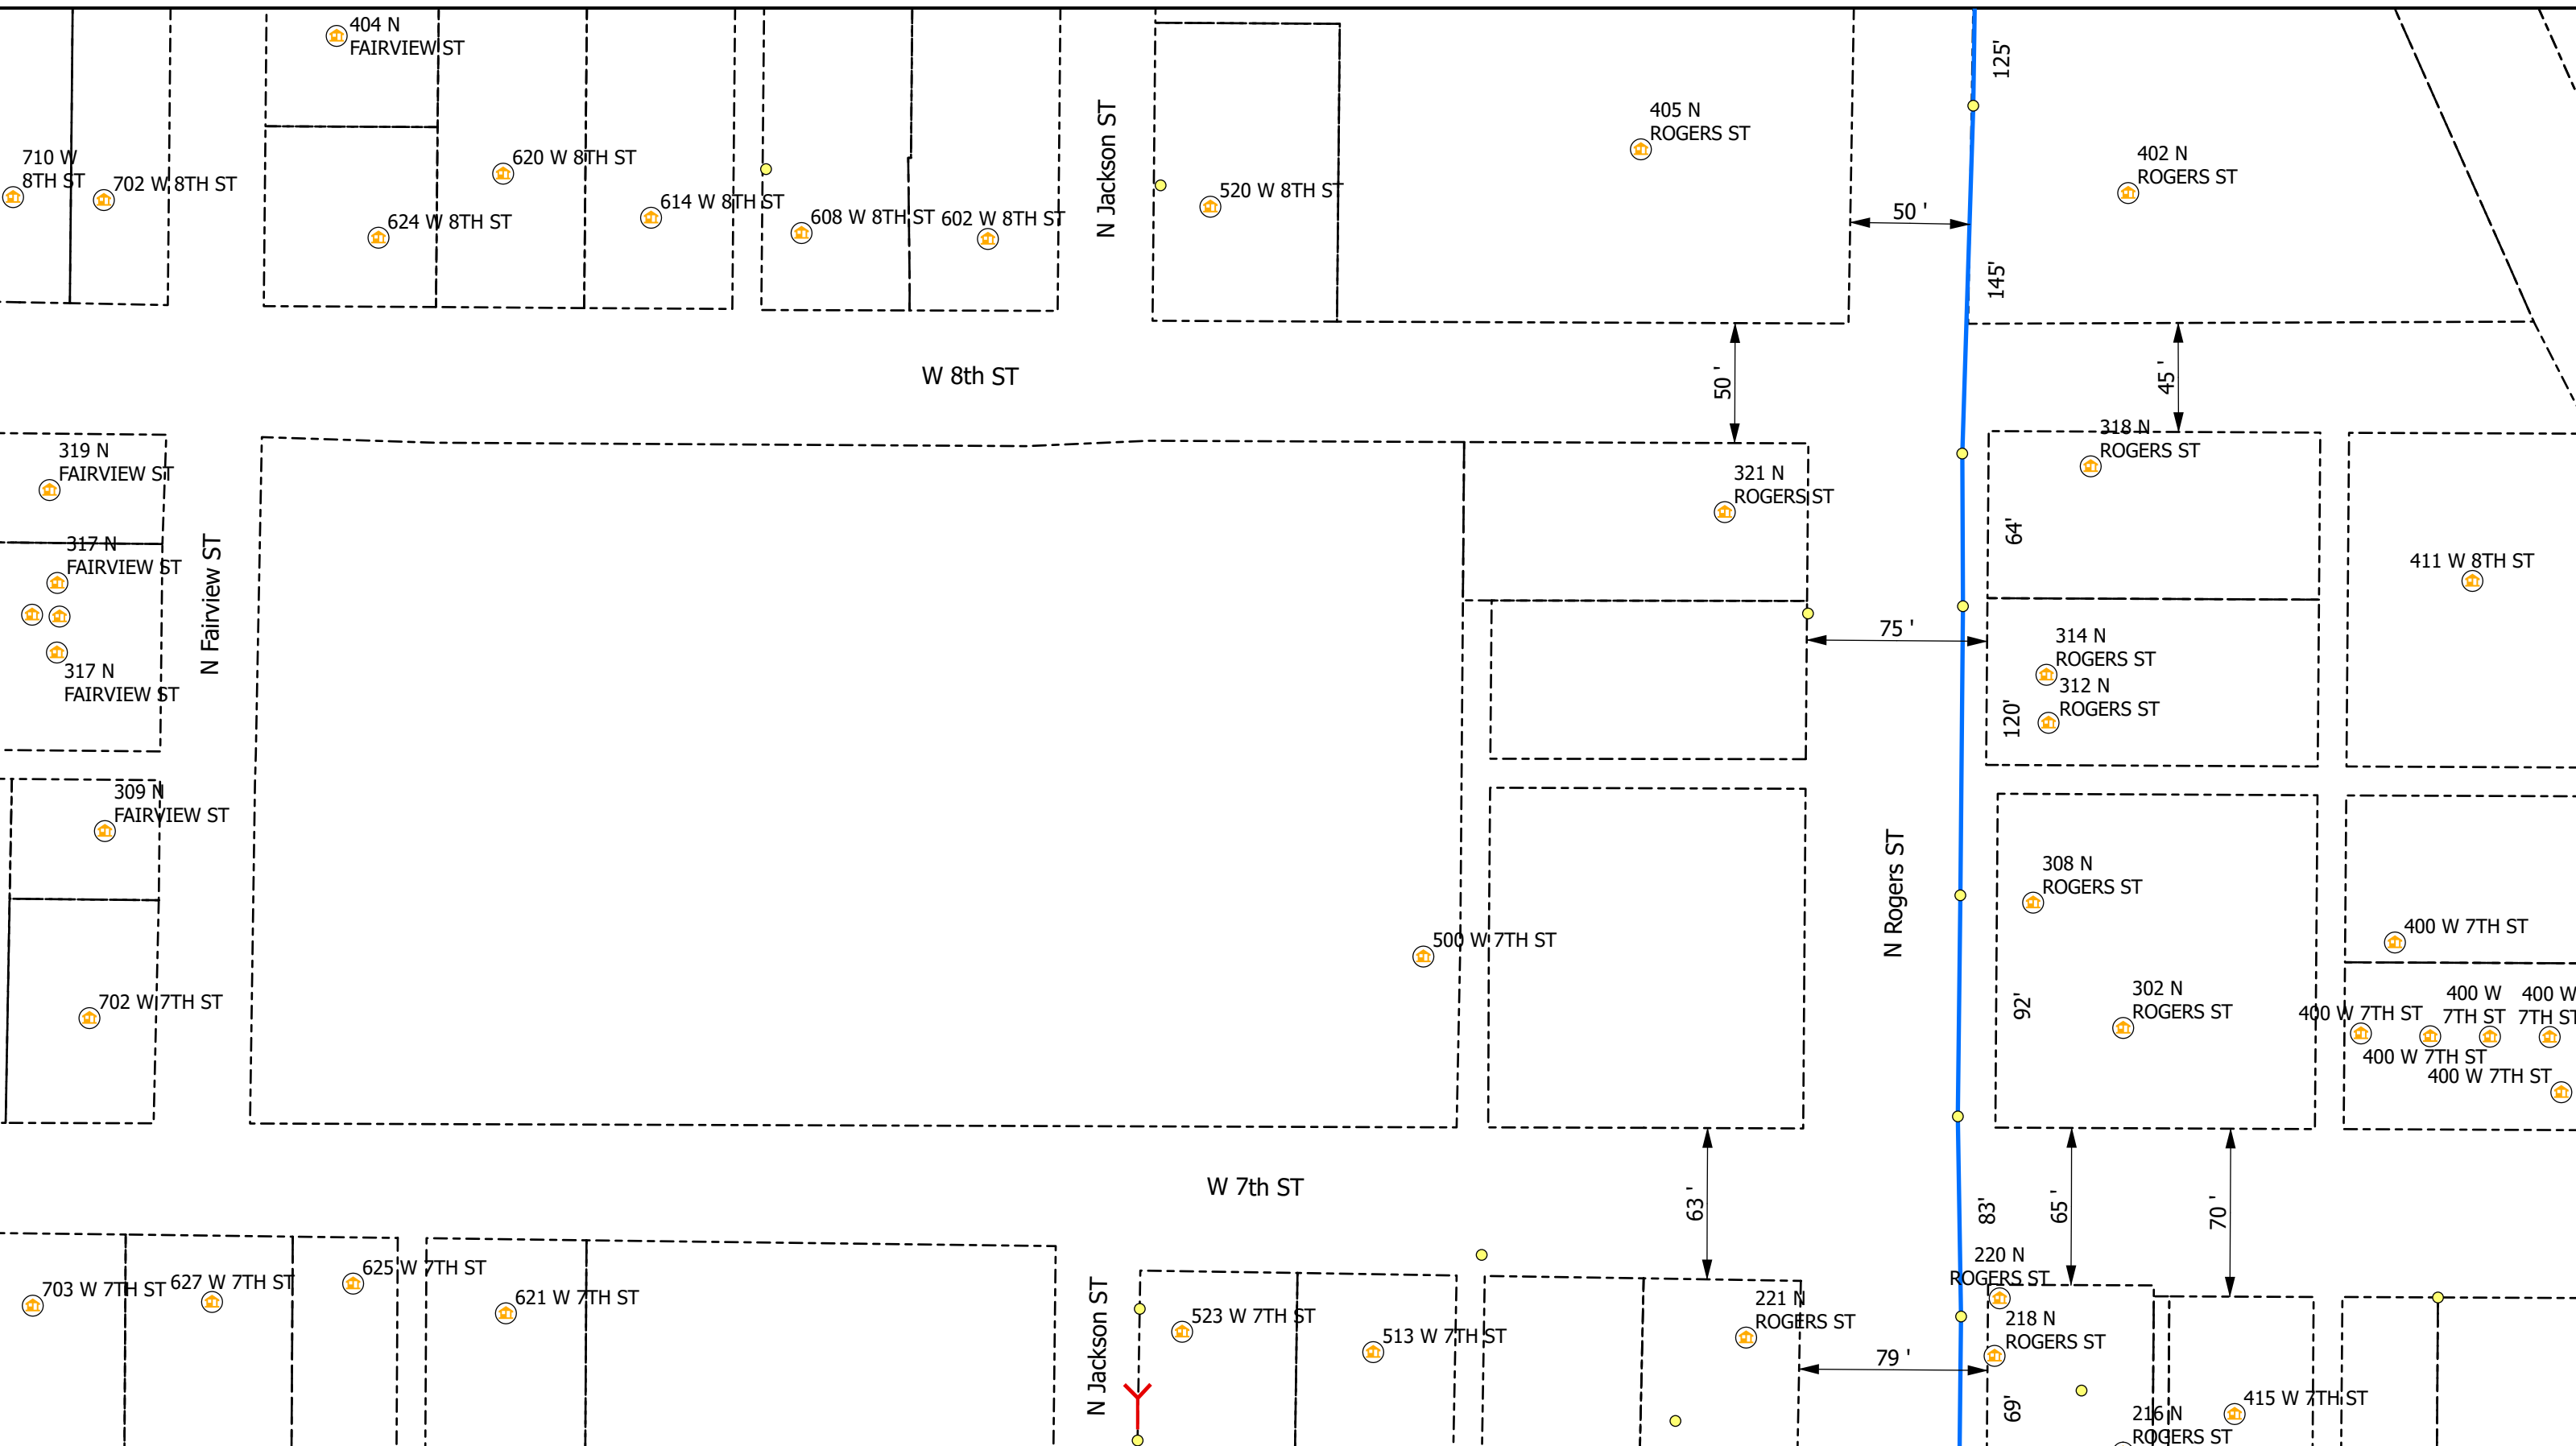 404 N
FAIRVIEW ST
125'
405 N
ROGERS ST
N Jackson ST
710 W
8TH ST
702 W 8TH ST
620 W 8TH ST
624 W 8TH ST
614 W 8TH ST
608 W 8TH ST
602 W 8TH ST
520 W 8TH ST
402 N
ROGERS ST
50 '
145'
W 8th ST
50 '
45 '
319 N
FAIRVIEW ST
318 N
ROGERS ST
321 N
ROGERS ST
64'
317 N
FAIRVIEW ST
N Fairview ST
411 W 8TH ST
75 '
314 N
ROGERS ST
312 N
ROGERS ST
317 N
FAIRVIEW ST
120'
309 N
FAIRVIEW ST
N Rogers ST
308 N
ROGERS ST
500 W 7TH ST
400 W 7TH ST
702 W 7TH ST
92'
302 N
ROGERS ST
400 W 7TH ST
400 W
7TH ST
400 W
7TH ST
400 W 7TH ST
400 W 7TH ST
W 7th ST
63 '
83'
65 '
70 '
703 W 7TH ST
627 W 7TH ST
625 W 7TH ST
621 W 7TH ST
N Jackson ST
523 W 7TH ST
513 W 7TH ST
221 N
ROGERS ST
220 N
ROGERS ST
218 N
ROGERS ST
79 '
69'
415 W 7TH ST
216 N
ROGERS ST